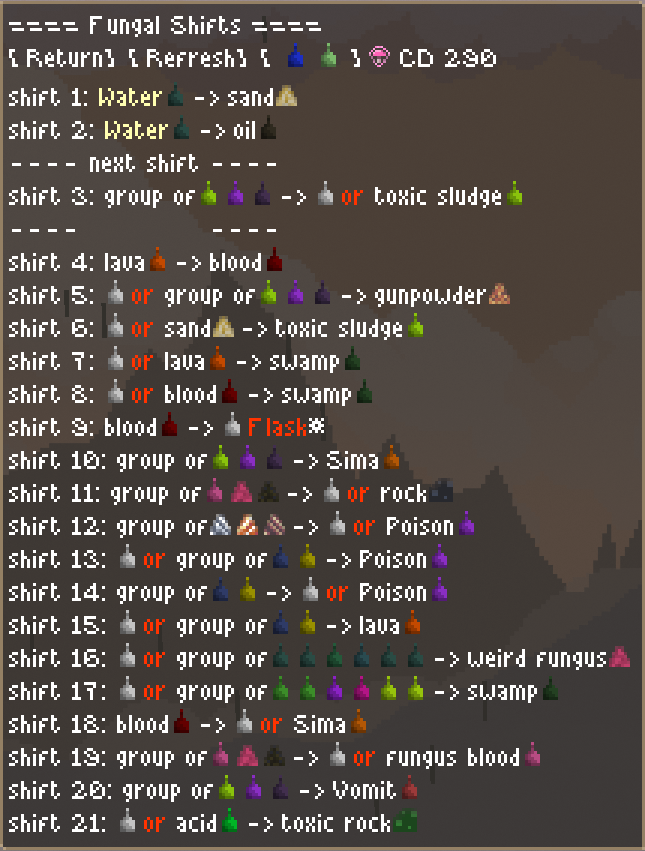 ==== Fungal Shifts ====
[Return] [Refresh] [ ] CD 290
shift 1: Water -> sand
shift 2: Water -> oil
---- next shift ----
shift 3: group of -> or toxic sludge
---- ----
shift 4: lava -> blood
shift 5: or group of -> gunpowder
shift 6: or sand -> toxic sludge
shift 7: or lava -> swamp
shift 8: or blood -> swamp
shift 9: blood -> Flask*
shift 10: group of -> Sima
shift 11: group of -> or rock
shift 12: group of -> or Poison
shift 13: or group of -> Poison
shift 14: group of -> or Poison
shift 15: or group of -> lava
shift 16: or group of -> weird fungus
shift 17: or group of -> swamp
shift 18: blood -> or Sima
shift 19: group of -> or fungus blood
shift 20: group of -> Vomit
shift 21: or acid -> toxic rock